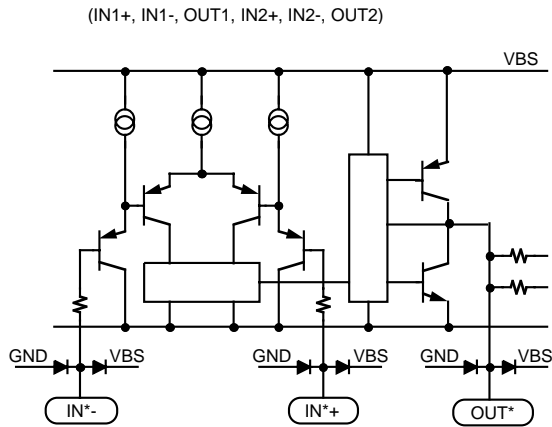 (IN1+, IN1-, OUT1, IN2+, IN2-, OUT2)
VBS
GND VBS GND VBS GND VBS
IN*- IN*+ OUT*